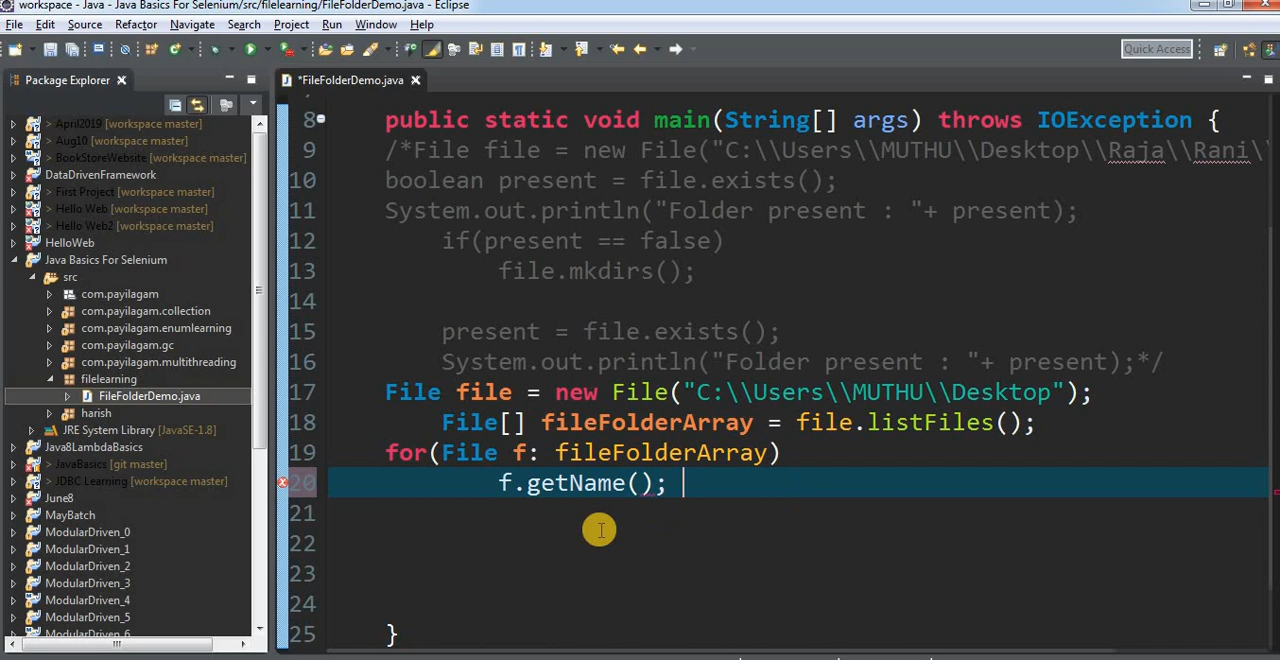 workspace - Java - Java Basics For Selenium/src/filelearning/FileFolderDemo.java - Eclipse
File Edit Source Refactor Navigate Search Project Run Window Help
Quick Access
Package Explorer
*FileFolderDemo.java
> April2019 [workspace master]
> Aug10 [workspace master]
> BookStoreWebsite [workspace master]
DataDrivenFramework
> First Project [workspace master]
> Hello Web [workspace master]
> Hello Web2 [workspace master]
HelloWeb
Java Basics For Selenium
src
com.payilagam
com.payilagam.collection
com.payilagam.enumlearning
com.payilagam.gc
com.payilagam.multithreading
filelearning
FileFolderDemo.java
harish
JRE System Library [JavaSE-1.8]
Java8LambdaBasics
> JavaBasics [git master]
> JDBC Learning [workspace master]
June8
MayBatch
ModularDriven_0
ModularDriven_1
ModularDriven_2
ModularDriven_3
ModularDriven_4
ModularDriven_5
ModularDriven_6
8 public static void main(String[] args) throws IOException {
9 /*File file = new File("C:\\Users\\MUTHU\\Desktop\\Raja\\Rani\
10 boolean present = file.exists();
11 System.out.println("Folder present : "+ present);
12 if(present == false)
13 file.mkdirs();
14
15 present = file.exists();
16 System.out.println("Folder present : "+ present);*/
17 File file = new File("C:\\Users\\MUTHU\\Desktop");
18 File[] fileFolderArray = file.listFiles();
19 for(File f: fileFolderArray)
20 f.getName();
21
22
23
24
25 }